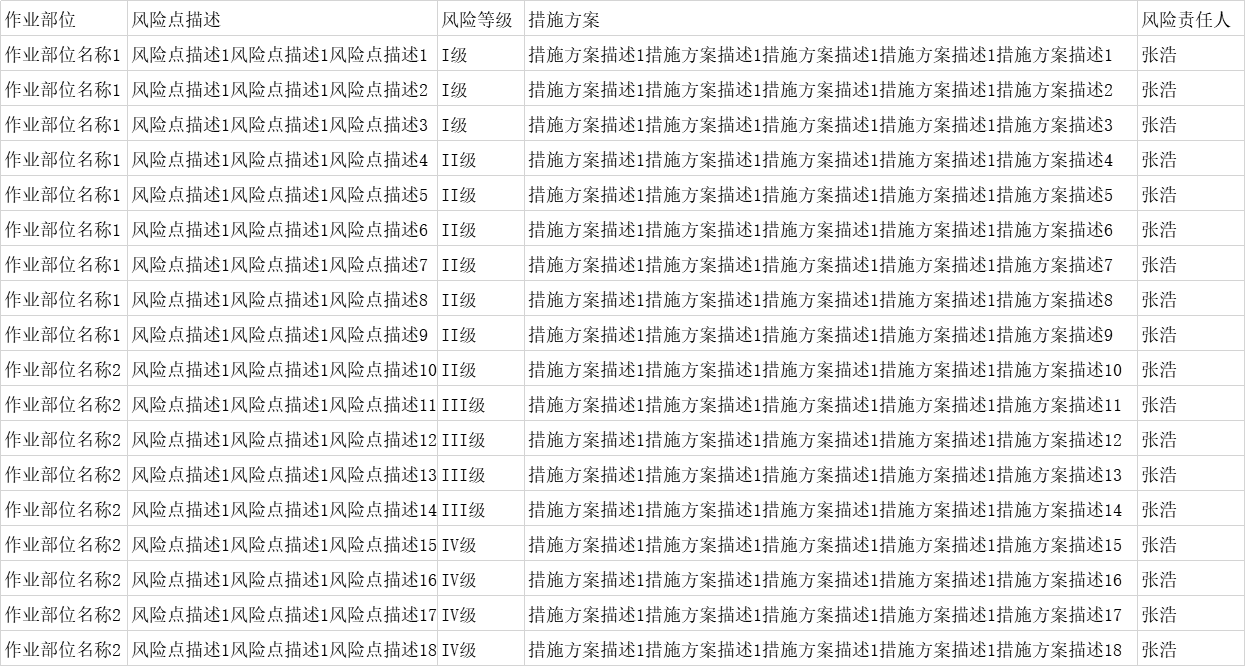 作业部位 风险点描述 风险等级 措施方案 风险责任人
作业部位名称1 风险点描述1风险点描述1风险点描述1 I级 措施方案描述1措施方案描述1措施方案描述1措施方案描述1措施方案描述1 张浩
作业部位名称1 风险点描述1风险点描述1风险点描述2 I级 措施方案描述1措施方案描述1措施方案描述1措施方案描述1措施方案描述2 张浩
作业部位名称1 风险点描述1风险点描述1风险点描述3 I级 措施方案描述1措施方案描述1措施方案描述1措施方案描述1措施方案描述3 张浩
作业部位名称1 风险点描述1风险点描述1风险点描述4 II级 措施方案描述1措施方案描述1措施方案描述1措施方案描述1措施方案描述4 张浩
作业部位名称1 风险点描述1风险点描述1风险点描述5 II级 措施方案描述1措施方案描述1措施方案描述1措施方案描述1措施方案描述5 张浩
作业部位名称1 风险点描述1风险点描述1风险点描述6 II级 措施方案描述1措施方案描述1措施方案描述1措施方案描述1措施方案描述6 张浩
作业部位名称1 风险点描述1风险点描述1风险点描述7 II级 措施方案描述1措施方案描述1措施方案描述1措施方案描述1措施方案描述7 张浩
作业部位名称1 风险点描述1风险点描述1风险点描述8 II级 措施方案描述1措施方案描述1措施方案描述1措施方案描述1措施方案描述8 张浩
作业部位名称1 风险点描述1风险点描述1风险点描述9 II级 措施方案描述1措施方案描述1措施方案描述1措施方案描述1措施方案描述9 张浩
作业部位名称2 风险点描述1风险点描述1风险点描述10 II级 措施方案描述1措施方案描述1措施方案描述1措施方案描述1措施方案描述10 张浩
作业部位名称2 风险点描述1风险点描述1风险点描述11 III级 措施方案描述1措施方案描述1措施方案描述1措施方案描述1措施方案描述11 张浩
作业部位名称2 风险点描述1风险点描述1风险点描述12 III级 措施方案描述1措施方案描述1措施方案描述1措施方案描述1措施方案描述12 张浩
作业部位名称2 风险点描述1风险点描述1风险点描述13 III级 措施方案描述1措施方案描述1措施方案描述1措施方案描述1措施方案描述13 张浩
作业部位名称2 风险点描述1风险点描述1风险点描述14 III级 措施方案描述1措施方案描述1措施方案描述1措施方案描述1措施方案描述14 张浩
作业部位名称2 风险点描述1风险点描述1风险点描述15 IV级 措施方案描述1措施方案描述1措施方案描述1措施方案描述1措施方案描述15 张浩
作业部位名称2 风险点描述1风险点描述1风险点描述16 IV级 措施方案描述1措施方案描述1措施方案描述1措施方案描述1措施方案描述16 张浩
作业部位名称2 风险点描述1风险点描述1风险点描述17 IV级 措施方案描述1措施方案描述1措施方案描述1措施方案描述1措施方案描述17 张浩
作业部位名称2 风险点描述1风险点描述1风险点描述18 IV级 措施方案描述1措施方案描述1措施方案描述1措施方案描述1措施方案描述18 张浩